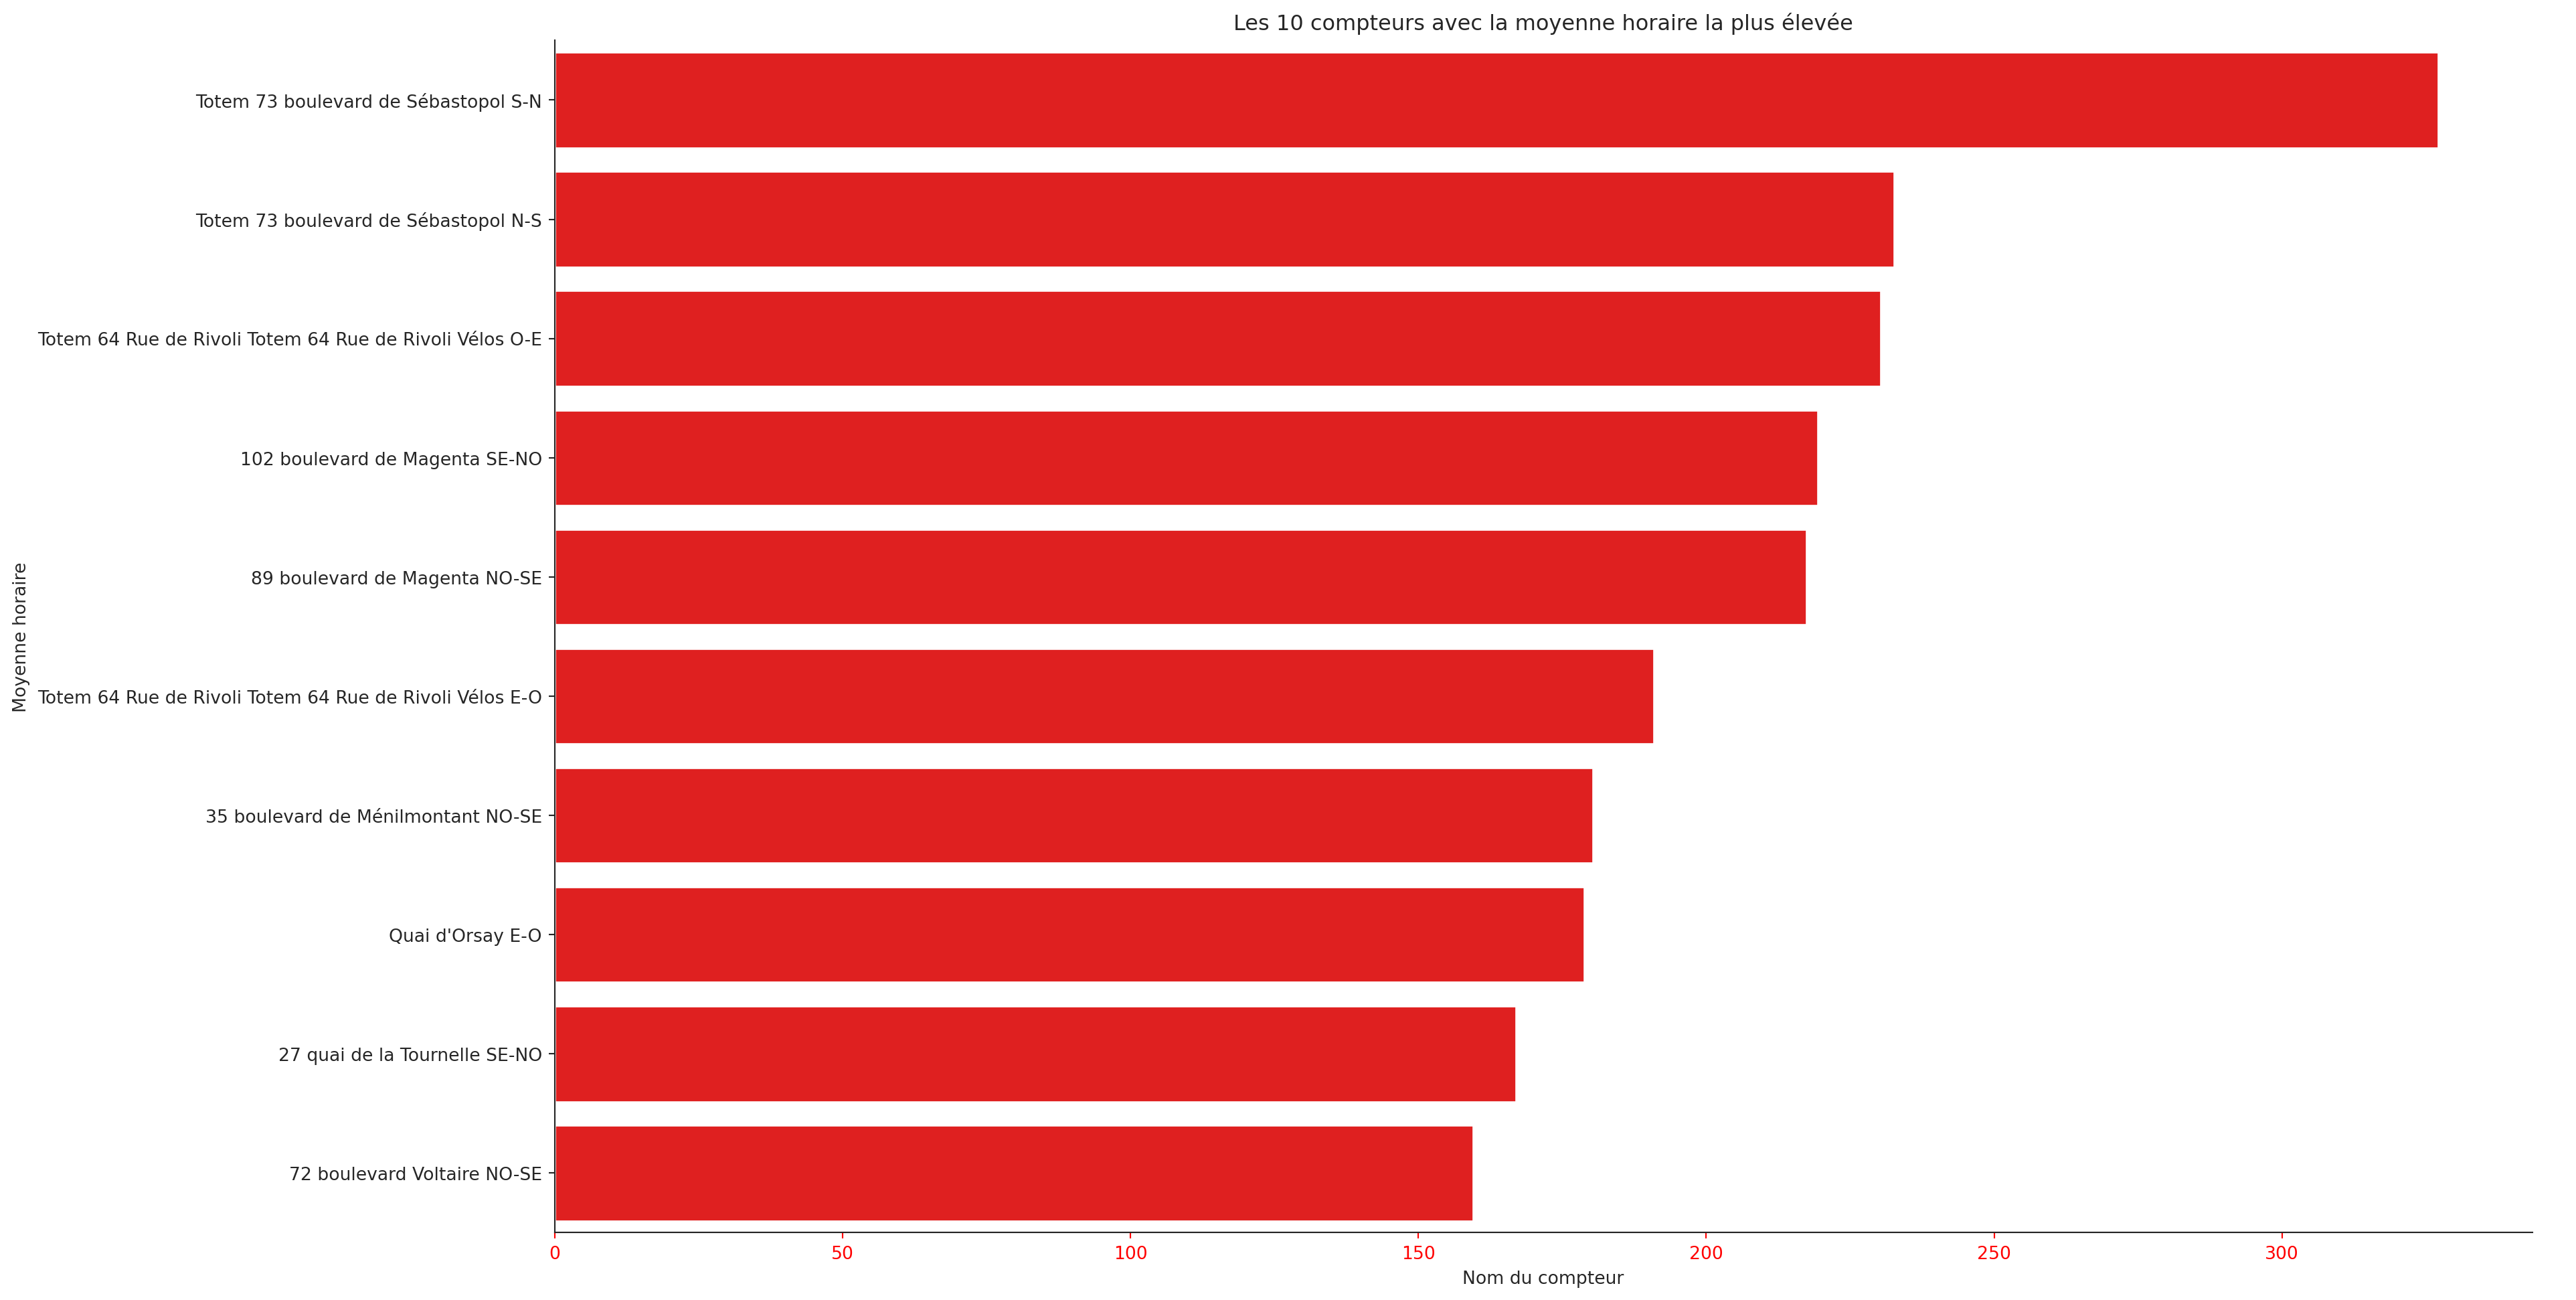 Les 10 compteurs avec la moyenne horaire la plus élevée
Moyenne horaire
Totem 73 boulevard de Sébastopol S-N
Totem 73 boulevard de Sébastopol N-S
Totem 64 Rue de Rivoli Totem 64 Rue de Rivoli Vélos O-E
102 boulevard de Magenta SE-NO
89 boulevard de Magenta NO-SE
Totem 64 Rue de Rivoli Totem 64 Rue de Rivoli Vélos E-O
35 boulevard de Ménilmontant NO-SE
Quai d'Orsay E-O
27 quai de la Tournelle SE-NO
72 boulevard Voltaire NO-SE
0 50 100 150 200 250 300
Nom du compteur